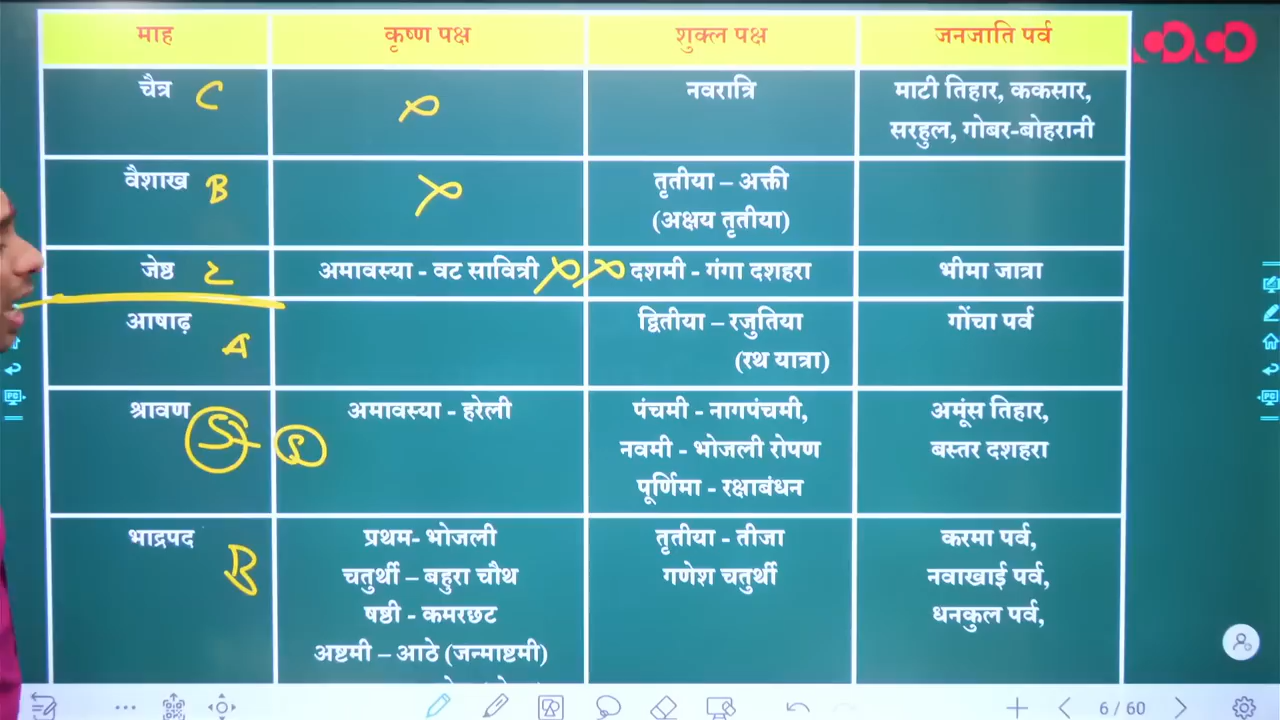 माह कृष्ण पक्ष शुक्ल पक्ष जनजाति पर्व
चैत्र C नवरात्रि माटी तिहार, ककसार,
सरहुल, गोबर-बोहरानी
वैशाख B तृतीया – अक्ती
(अक्षय तृतीया)
जेष्ठ अमावस्या - वट सावित्री दशमी - गंगा दशहरा भीमा जात्रा
आषाढ़ A द्वितीया – रजुतिया गोंचा पर्व
(रथ यात्रा)
श्रावण S अमावस्या - हरेली पंचमी - नागपंचमी, अमूंस तिहार,
नवमी - भोजली रोपण बस्तर दशहरा
पूर्णिमा - रक्षाबंधन
भाद्रपद B प्रथम- भोजली तृतीया - तीजा करमा पर्व,
चतुर्थी – बहुरा चौथ गणेश चतुर्थी नवाखाई पर्व,
षष्ठी - कमरछट धनकुल पर्व,
अष्टमी – आठे (जन्माष्टमी)
6 / 60
PC PC